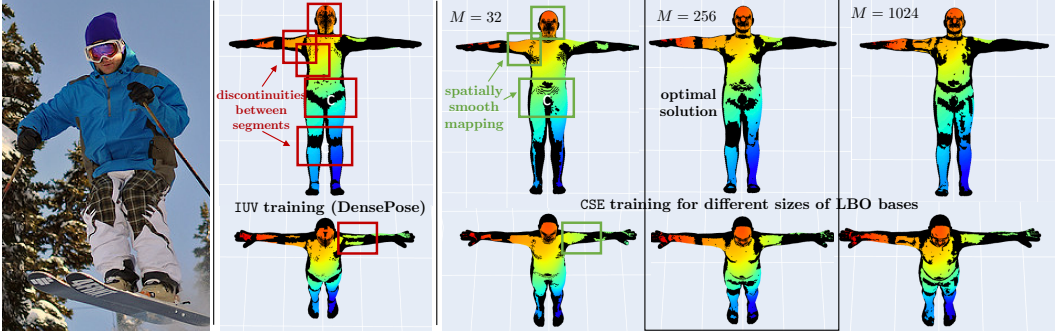 M = 32
M = 256
M = 1024
discontinuities
between
segments
C
spatially
smooth
mapping
C
optimal
solution
IUV training (DensePose)
CSE training for different sizes of LBO bases